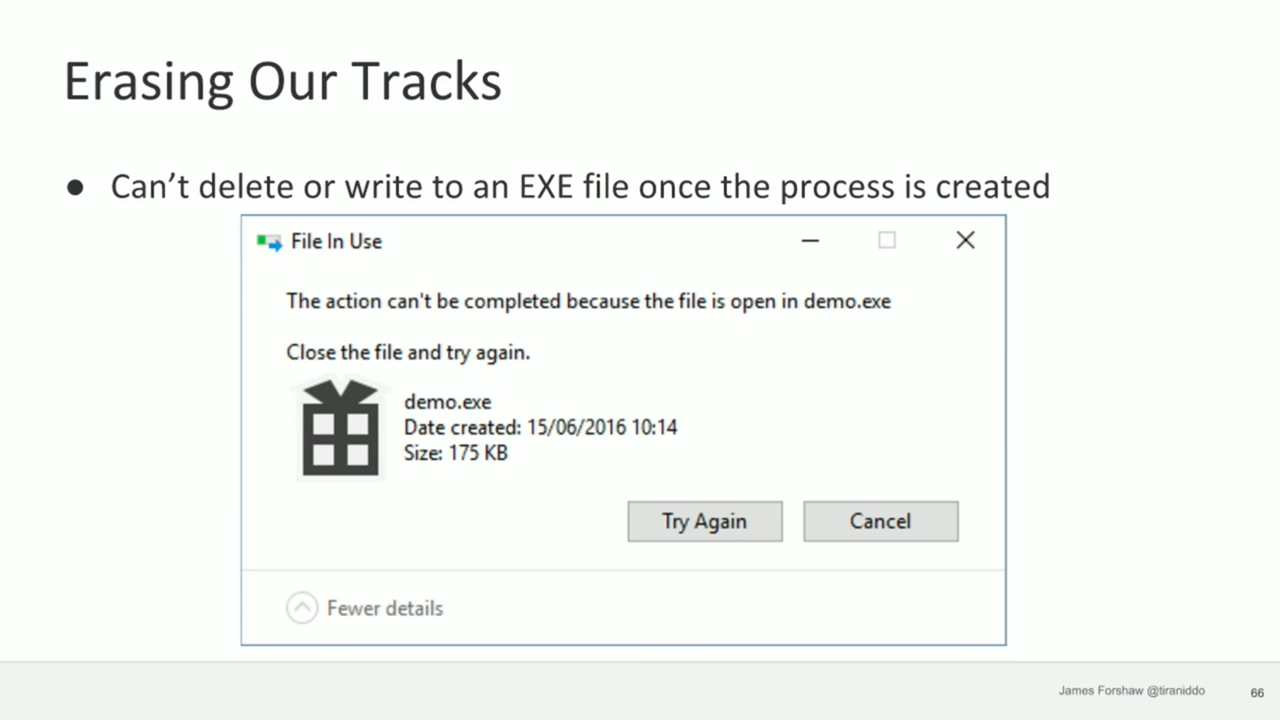 Erasing Our Tracks
● Can’t delete or write to an EXE file once the process is created
File In Use
The action can't be completed because the file is open in demo.exe
Close the file and try again.
demo.exe
Date created: 15/06/2016 10:14
Size: 175 KB
Try Again Cancel
Fewer details
James Forshaw @tiraniddo 66